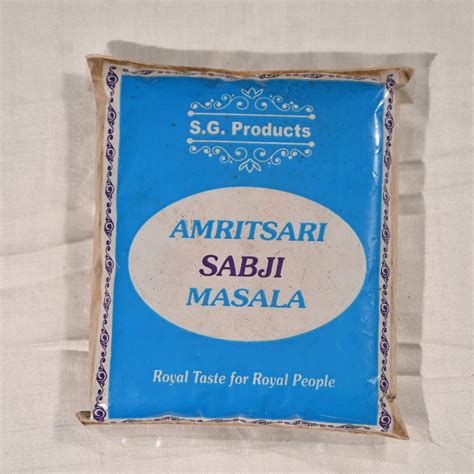 S.G. Products
AMRITSARI
SABJI
MASALA
Royal Taste for Royal People